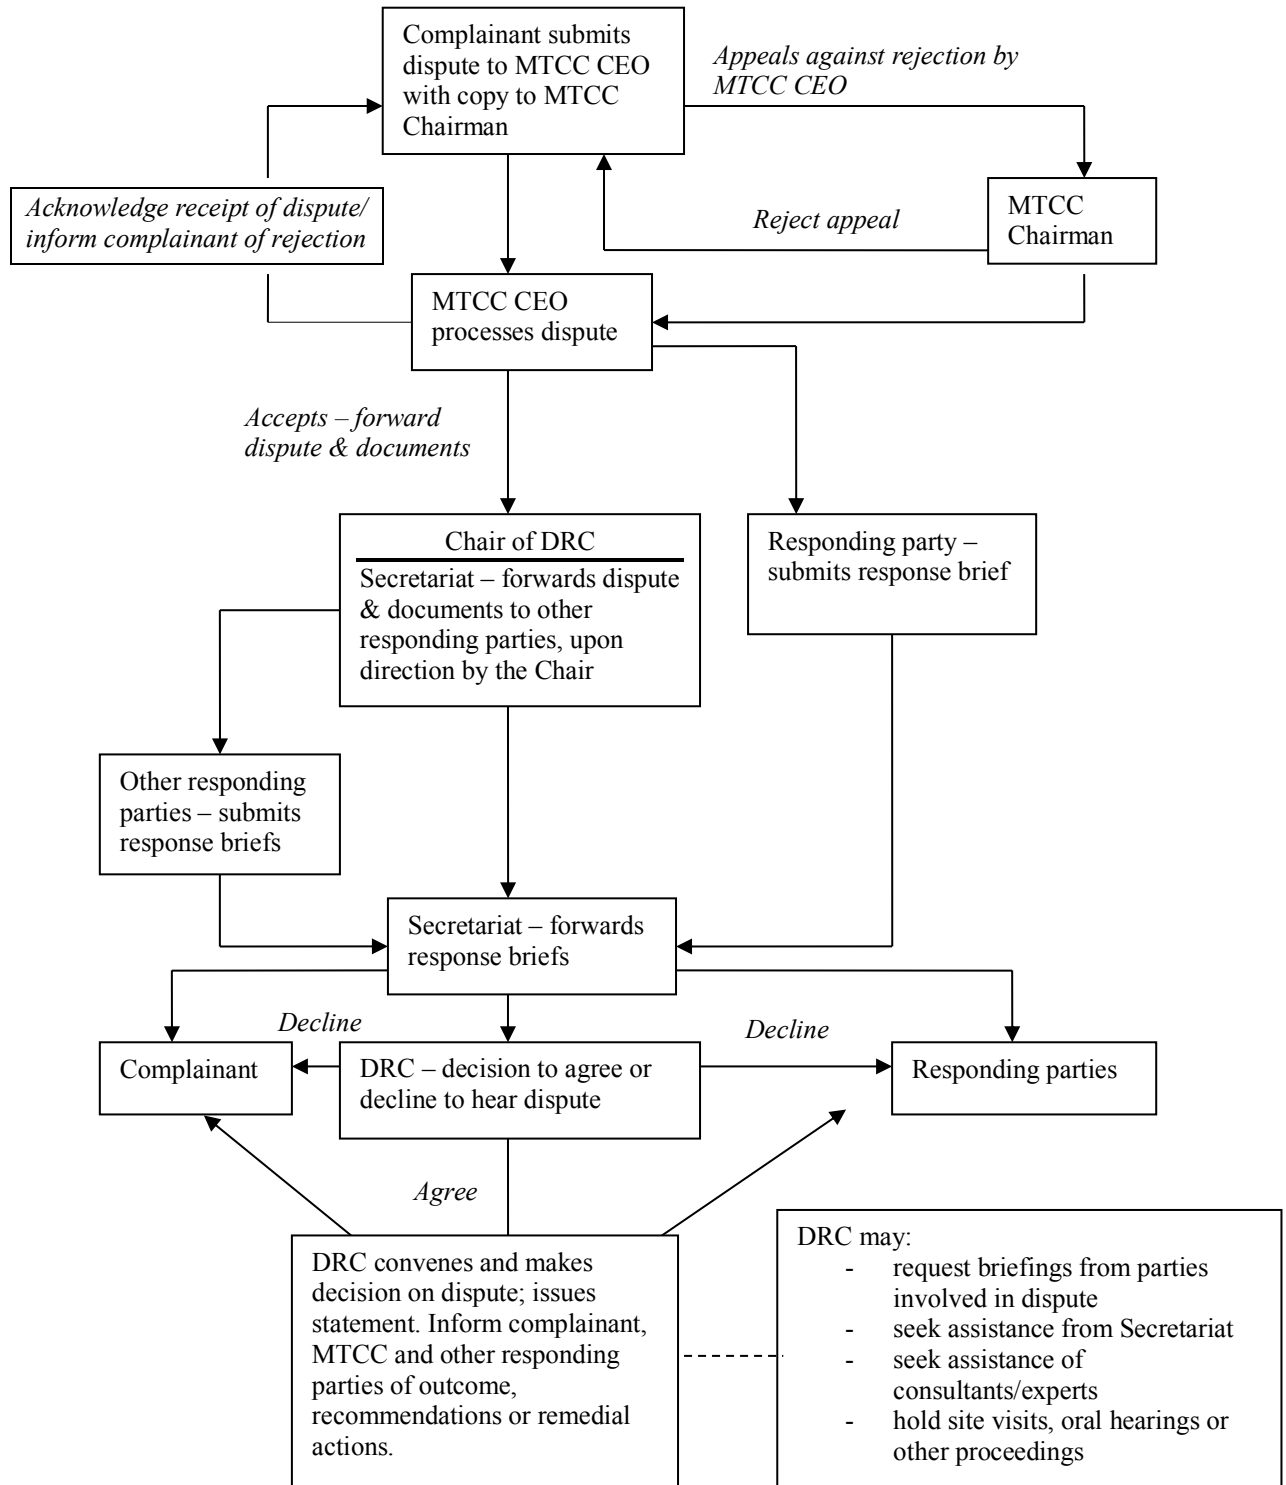 Complainant submits
dispute to MTCC CEO
with copy to MTCC
Chairman
Appeals against rejection by
MTCC CEO
Acknowledge receipt of dispute/
inform complainant of rejection
Reject appeal
MTCC
Chairman
MTCC CEO
processes dispute
Accepts – forward
dispute & documents
Chair of DRC
Secretariat – forwards dispute
& documents to other
responding parties, upon
direction by the Chair
Responding party –
submits response brief
Other responding
parties – submits
response briefs
Secretariat – forwards
response briefs
Decline
Decline
Complainant
DRC – decision to agree or
decline to hear dispute
Responding parties
Agree
DRC convenes and makes
decision on dispute; issues
statement. Inform complainant,
MTCC and other responding
parties of outcome,
recommendations or remedial
actions.
DRC may:
- request briefings from parties
involved in dispute
- seek assistance from Secretariat
- seek assistance of
consultants/experts
- hold site visits, oral hearings or
other proceedings